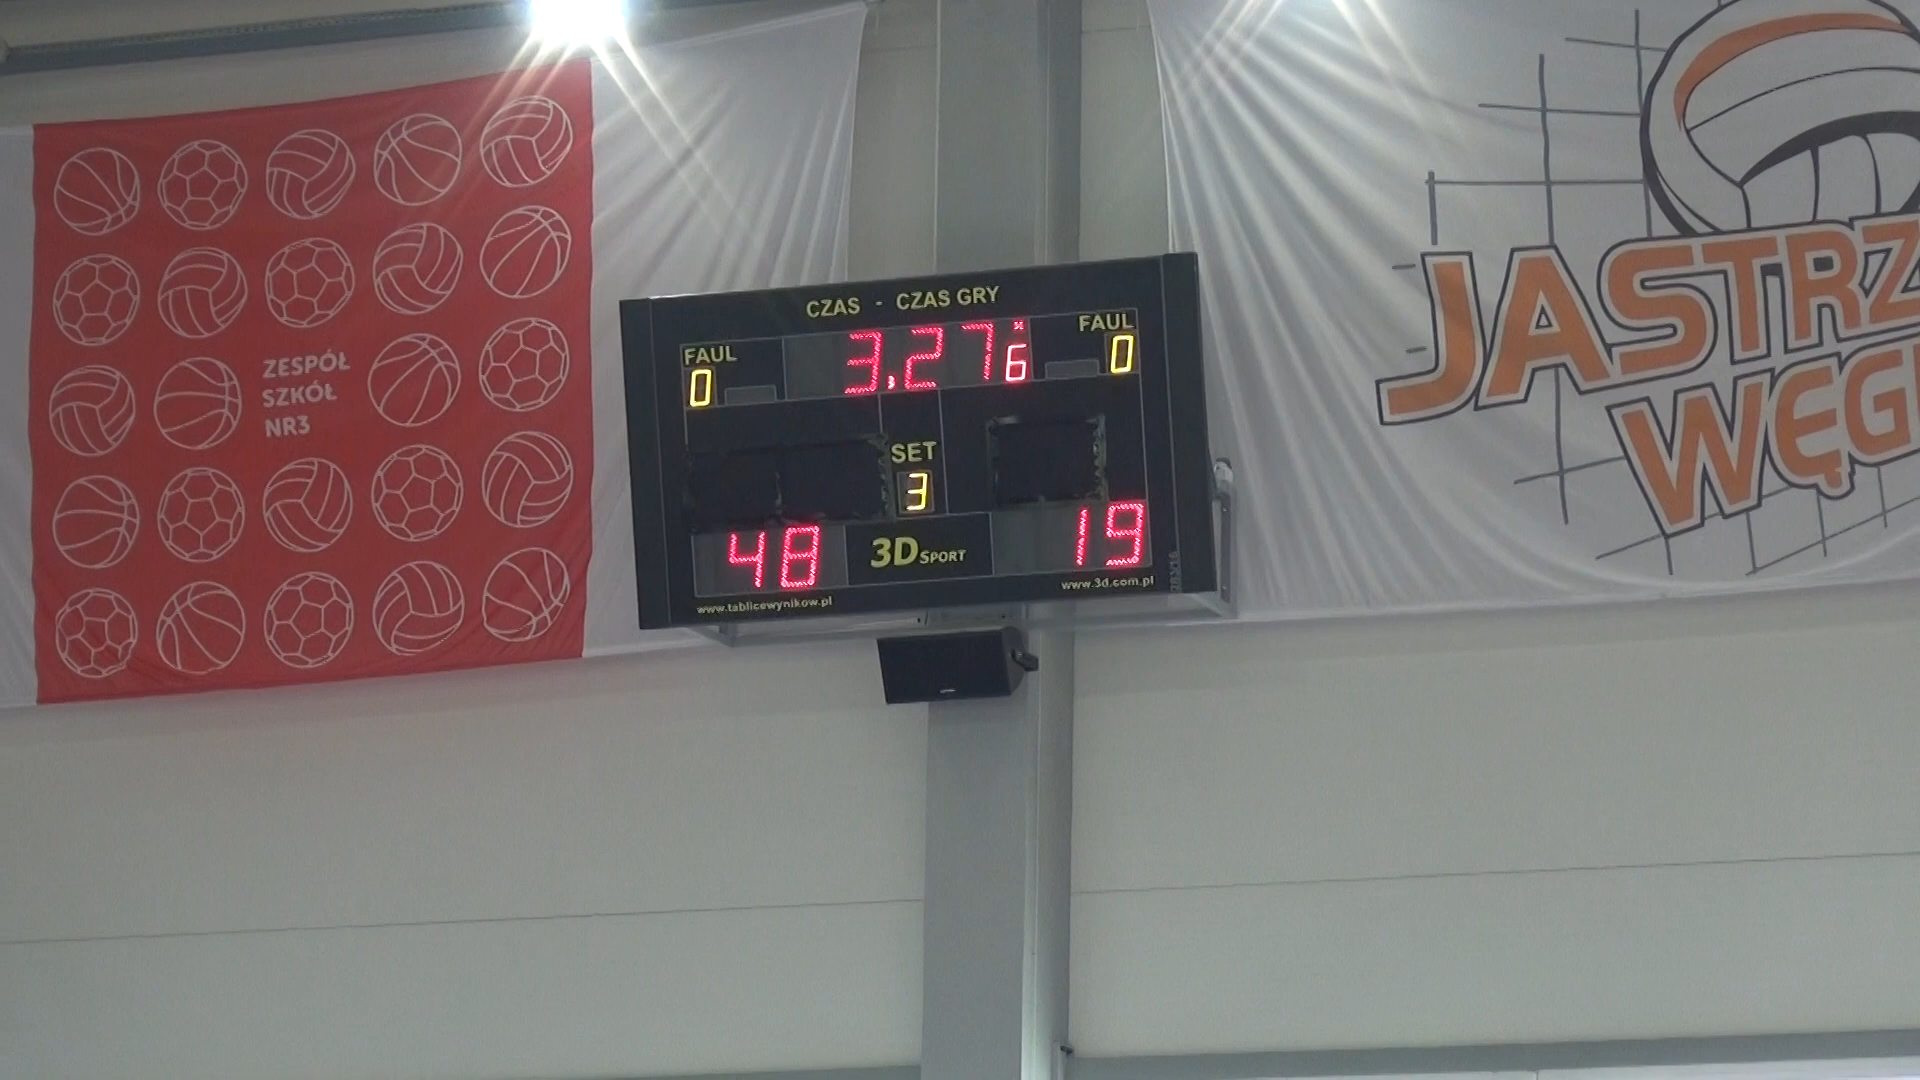 ZESPÓŁ
SZKÓŁ
NR3
CZAS - CZAS GRY
FAUL
FAUL
0
3.27
6
0
SET
3
48
3D SPORT
19
www.tablicewynikow.pl
www.3d.com.pl
JASTRZ
WĘG